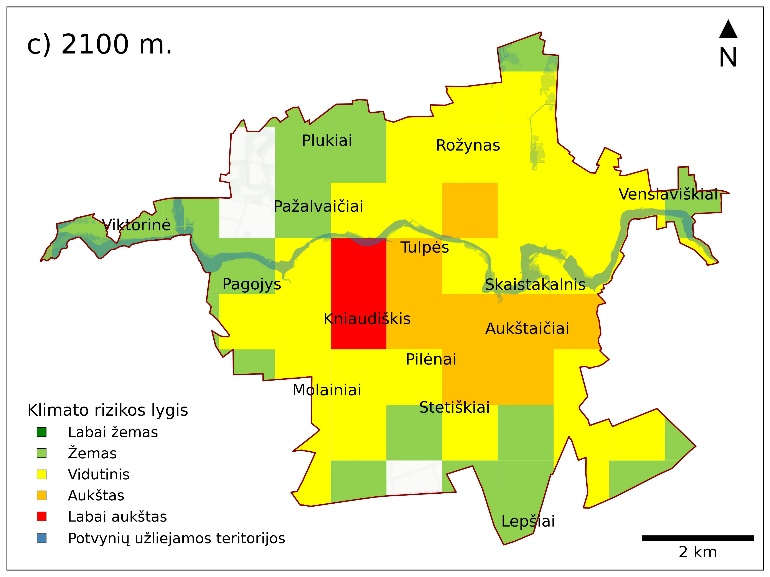 c) 2100 m.
N
Plukiai
Rožynas
Pažalvaičiai
Venslaviškiai
Viktorinė
Tulpės
Pagojys
Skaistakalnis
Kniaudiškis
Aukštaičiai
Pilėnai
Molainiai
Stetiškiai
Lepšiai
Klimato rizikos lygis
Labai žemas
Žemas
Vidutinis
Aukštas
Labai aukštas
Potvynių užliejamos teritorijos
2 km